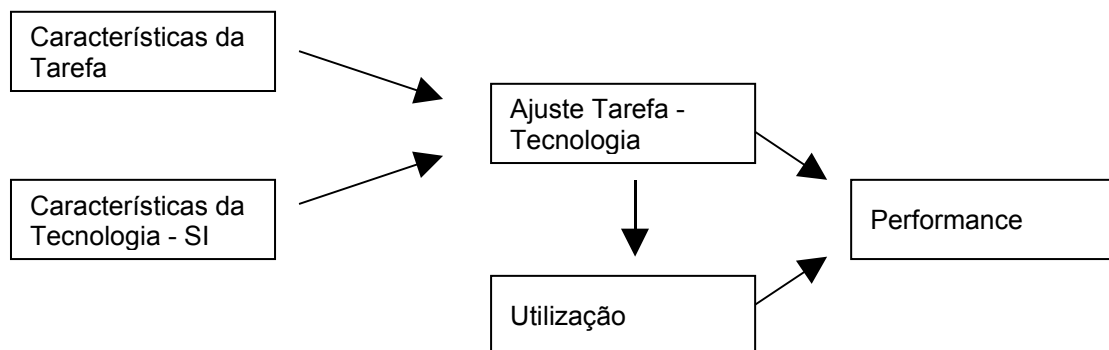 Características da
Tarefa
Ajuste Tarefa -
Tecnologia
Características da
Tecnologia - SI
Performance
Utilização